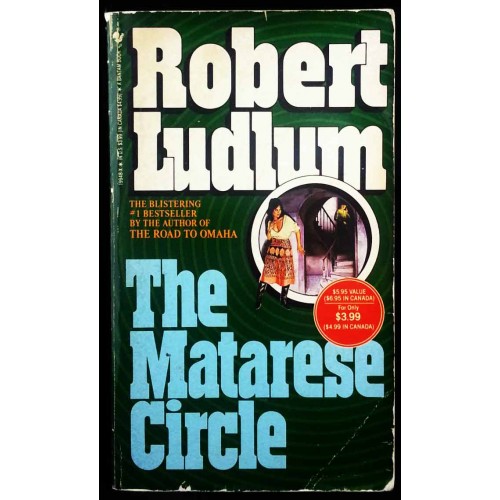 Robert
Ludlum
THE BLISTERING
#1 BESTSELLER
BY THE AUTHOR OF
THE ROAD TO OMAHA
$5.95 VALUE
($6.95 IN CANADA)
For Only
$3.99
($4.99 IN CANADA)
The
Matarese
Circle